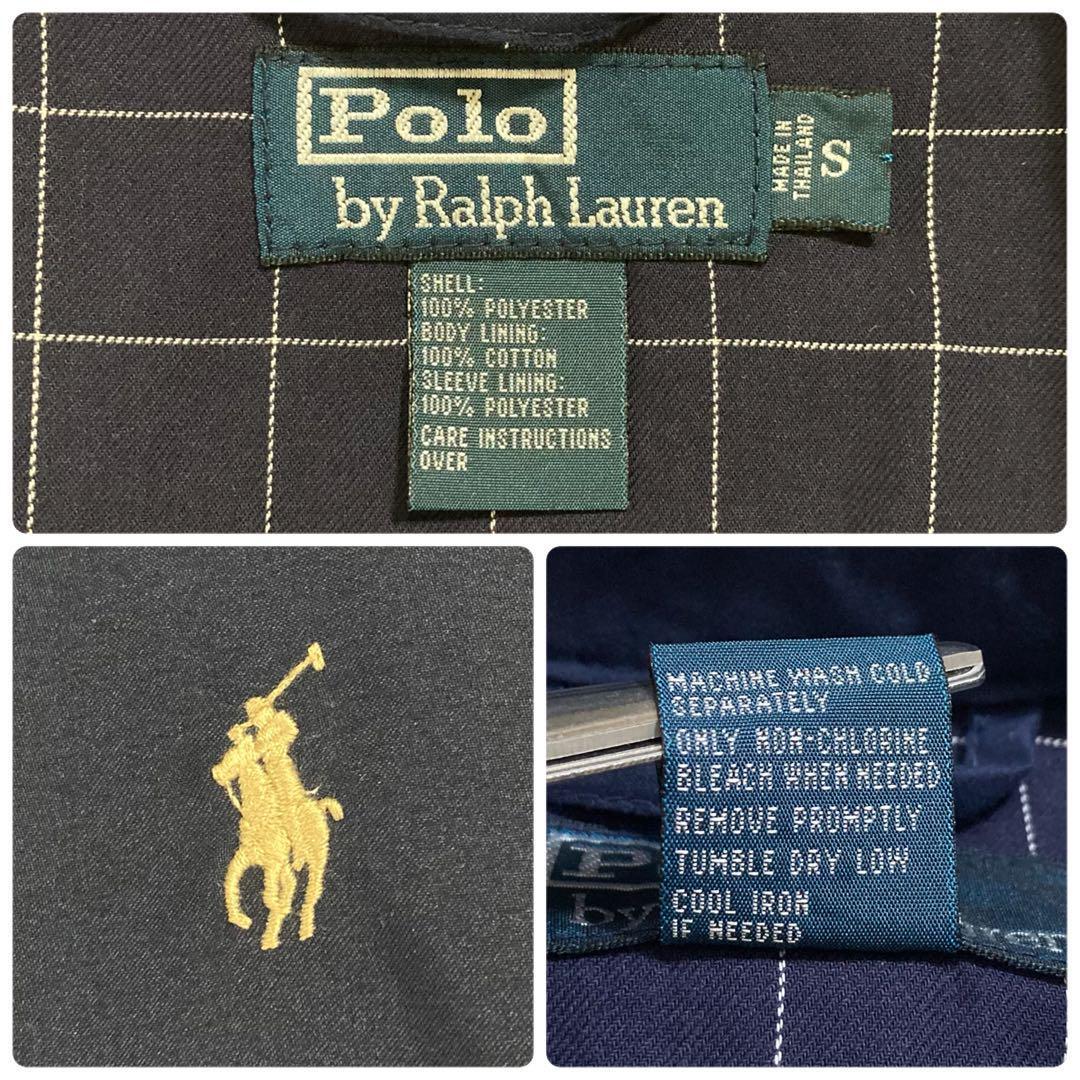 Polo
by Ralph Lauren
MADE IN
THAILAND
S
SHELL:
100% POLYESTER
BODY LINING:
100% COTTON
SLEEVE LINING:
100% POLYESTER
CARE INSTRUCTIONS
OVER
MACHINE WASH COLD
SEPARATELY
ONLY NON-CHLORINE
BLEACH WHEN NEEDED
REMOVE PROMPTLY
TUMBLE DRY LOW
COOL IRON
IF NEEDED
P
by